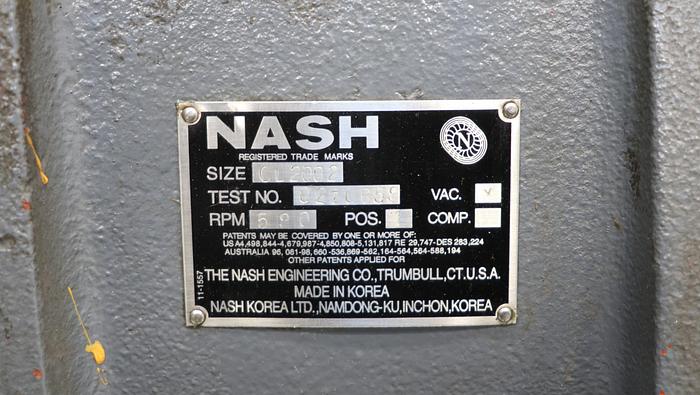 NASH
N
REGISTERED TRADE MARKS
SIZE CL2002
TEST NO. VAC.
RPM 590 POS. COMP.
PATENTS MAY BE COVERED BY ONE OR MORE OF:
US A4,498,844-4,679,987-4,850,808-5,131,817 RE 29,747-DES 283,224
AUSTRALIA 96, 081-98, 660-536,869-562,164-564,564-588,194
OTHER PATENTS APPLIED FOR
THE NASH ENGINEERING CO.,TRUMBULL,CT.U.S.A.
MADE IN KOREA
NASH KOREA LTD.,NAMDONG-KU,INCHON,KOREA
11-1557